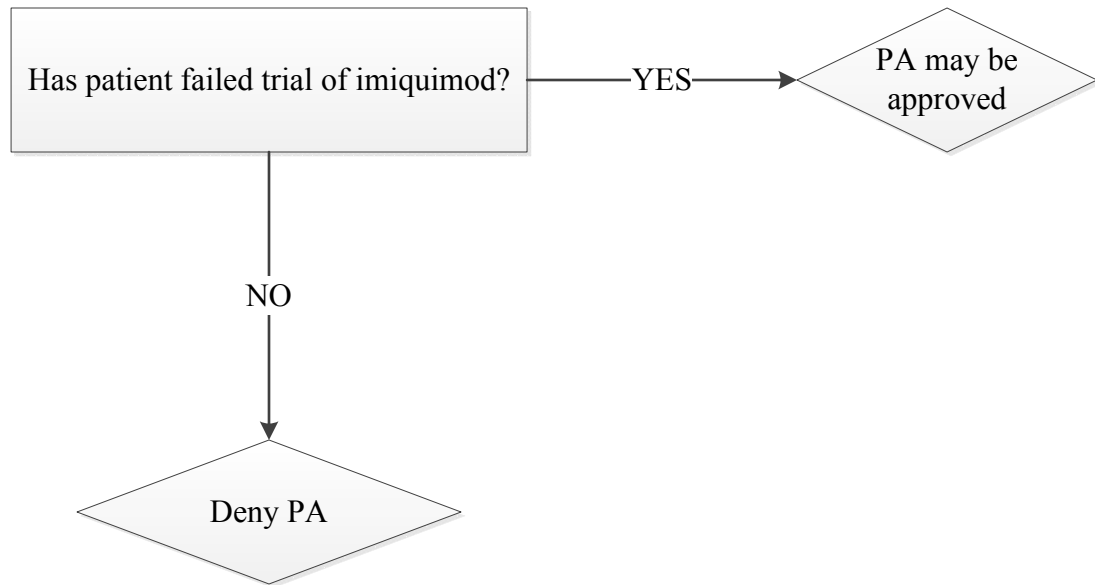 Has patient failed trial of imiquimod?
YES
PA may be
approved
NO
Deny PA